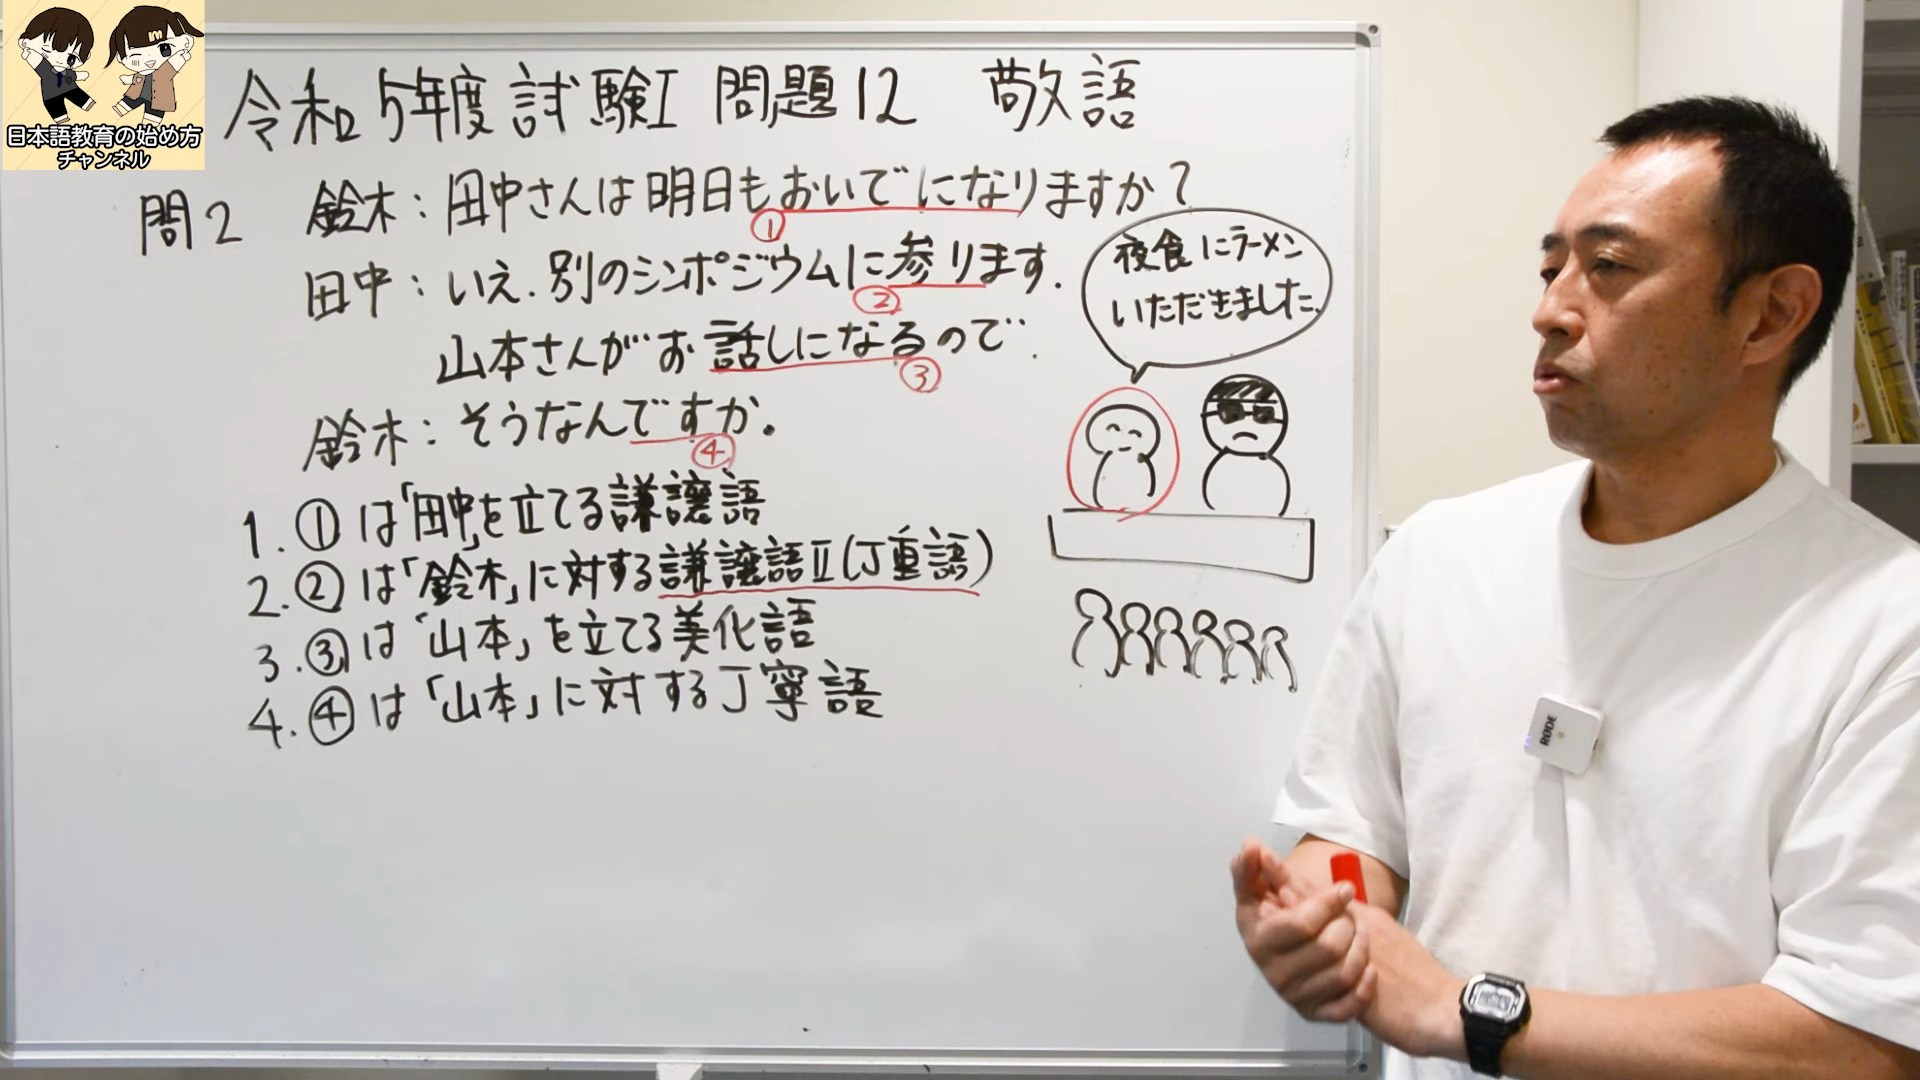 日本語教育の始め方
チャンネル
令和5年度試験Ⅰ 問題12 敬語
問2 鈴木:田中さんは明日もおいでになりますか?
①
田中:いえ.別のシンポジウムに参ります.
②
山本さんがお話しになるので.
③
鈴木:そうなんですか。
④
1.①は「田中」を立てる謙譲語
2.②は「鈴木」に対する謙譲語Ⅱ(丁重語)
3.③は「山本」を立てる美化語
4.④は「山本」に対する丁寧語
夜食にラーメン
いただきました.
RØDE